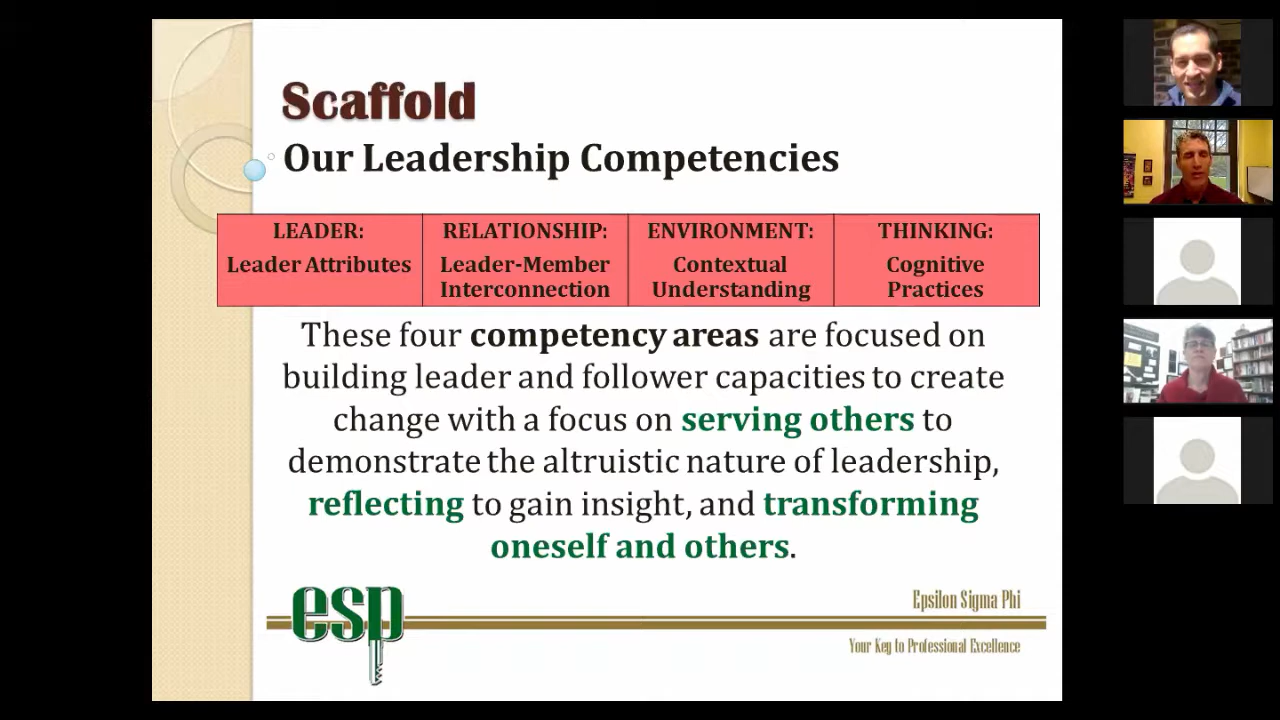 Scaffold
Our Leadership Competencies
LEADER:
Leader Attributes
RELATIONSHIP:
Leader-Member
Interconnection
ENVIRONMENT:
Contextual
Understanding
THINKING:
Cognitive
Practices
These four competency areas are focused on
building leader and follower capacities to create
change with a focus on serving others to
demonstrate the altruistic nature of leadership,
reflecting to gain insight, and transforming
oneself and others.
esp
Epsilon Sigma Phi
Your Key to Professional Excellence